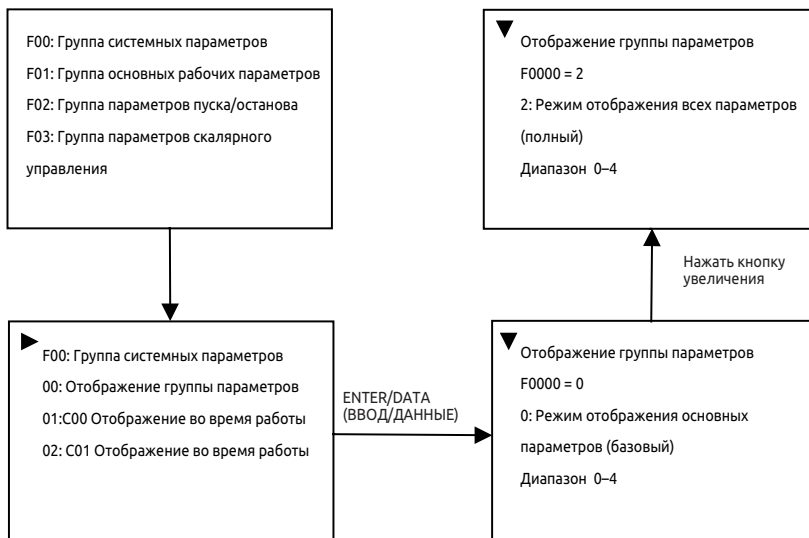 F00: Группа системных параметров
F01: Группа основных рабочих параметров
F02: Группа параметров пуска/останова
F03: Группа параметров скалярного
управления
Отображение группы параметров
F0000 = 2
2: Режим отображения всех параметров
(полный)
Диапазон 0–4
Нажать кнопку
увеличения
F00: Группа системных параметров
00: Отображение группы параметров
01:C00 Отображение во время работы
02: C01 Отображение во время работы
ENTER/DATA
(ВВОД/ДАННЫЕ)
Отображение группы параметров
F0000 = 0
0: Режим отображения основных
параметров (базовый)
Диапазон 0–4